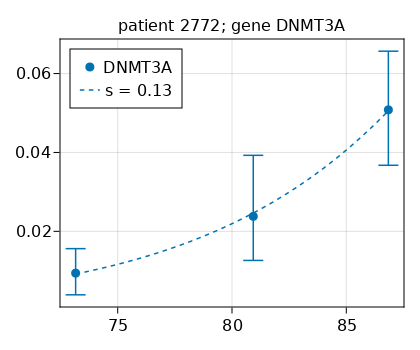 patient 2772; gene DNMT3A
DNMT3A
s = 0.13
0.06
0.04
0.02
75
80
85